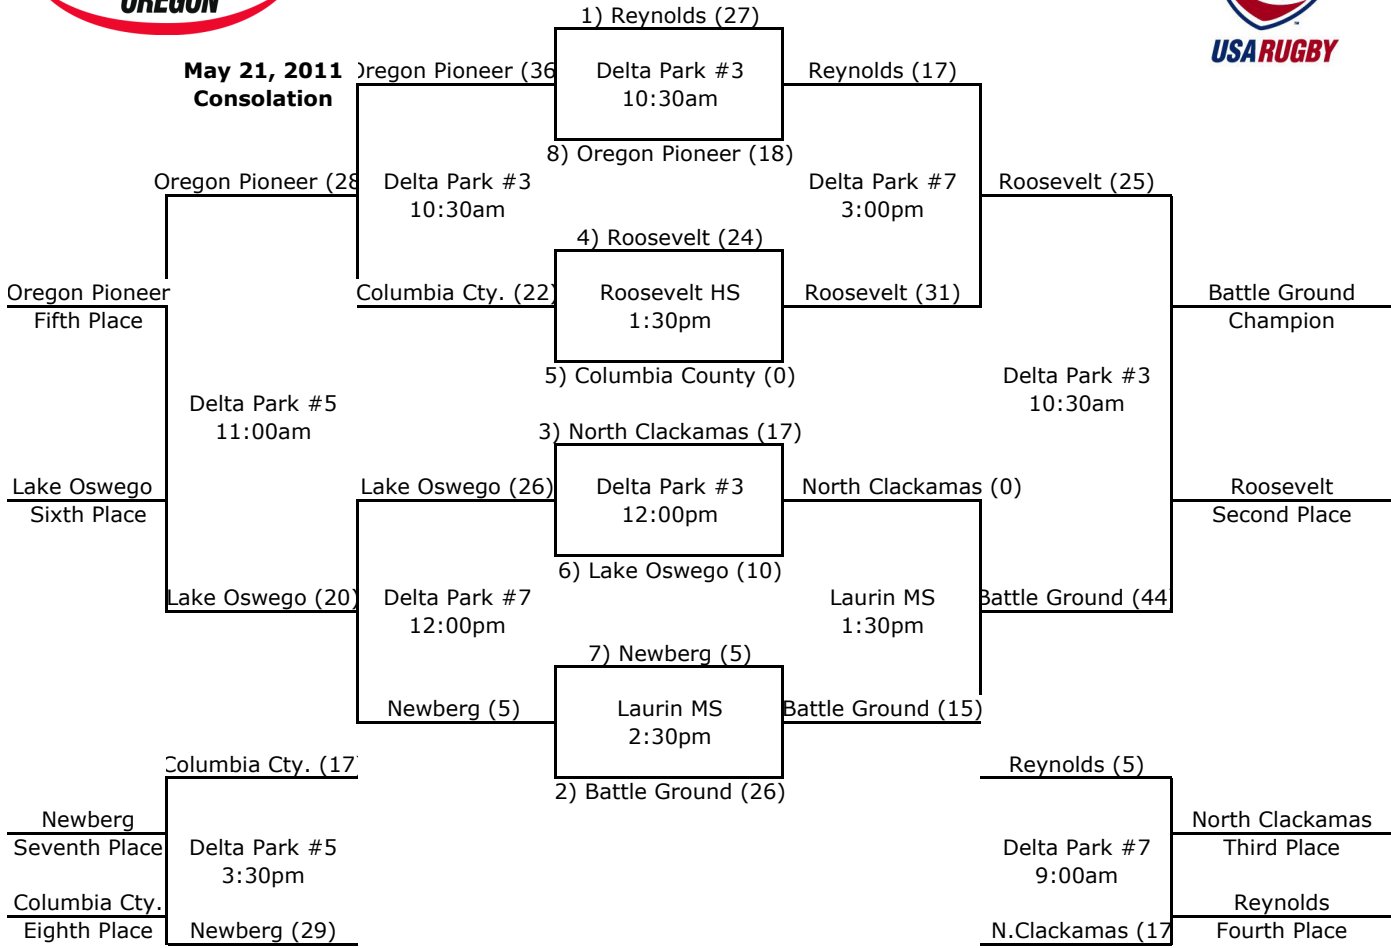 OREGON
USA RUGBY
May 21, 2011
Consolation
1) Reynolds (27)
Delta Park #3
10:30am
8) Oregon Pioneer (18)
4) Roosevelt (24)
Roosevelt HS
1:30pm
5) Columbia County (0)
3) North Clackamas (17)
Delta Park #3
12:00pm
6) Lake Oswego (10)
7) Newberg (5)
Laurin MS
2:30pm
2) Battle Ground (26)
Oregon Pioneer (36
Delta Park #3
10:30am
Columbia Cty. (22)
Lake Oswego (26)
Delta Park #7
12:00pm
Newberg (5)
Oregon Pioneer (28
Delta Park #5
11:00am
Lake Oswego (20)
Oregon Pioneer
Fifth Place
Lake Oswego
Sixth Place
Columbia Cty. (17)
Delta Park #5
3:30pm
Newberg (29)
Newberg
Seventh Place
Columbia Cty.
Eighth Place
Reynolds (17)
Delta Park #7
3:00pm
Roosevelt (31)
North Clackamas (0)
Laurin MS
1:30pm
Battle Ground (15)
Roosevelt (25)
Delta Park #3
10:30am
Battle Ground (44)
Battle Ground
Champion
Roosevelt
Second Place
Reynolds (5)
Delta Park #7
9:00am
N.Clackamas (17
North Clackamas
Third Place
Reynolds
Fourth Place